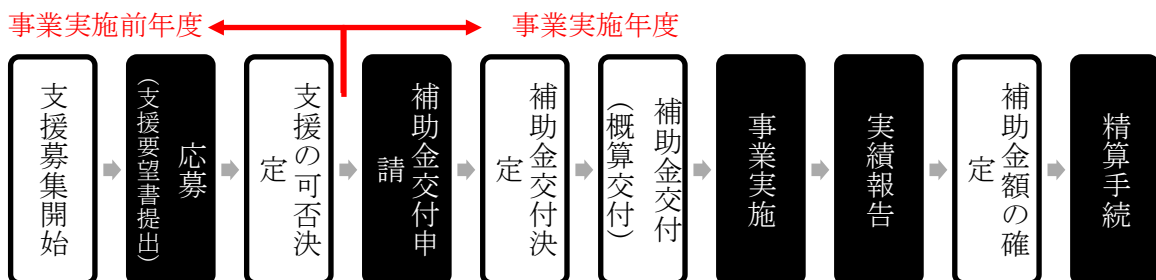 事業実施前年度
事業実施年度
支援募集開始
応募
(支援要望書提出)
支援の可否決
定
補助金交付申
請
補助金交付決
定
補助金交付
(概算交付)
事業実施
実績報告
補助金額の確
定
精算手続